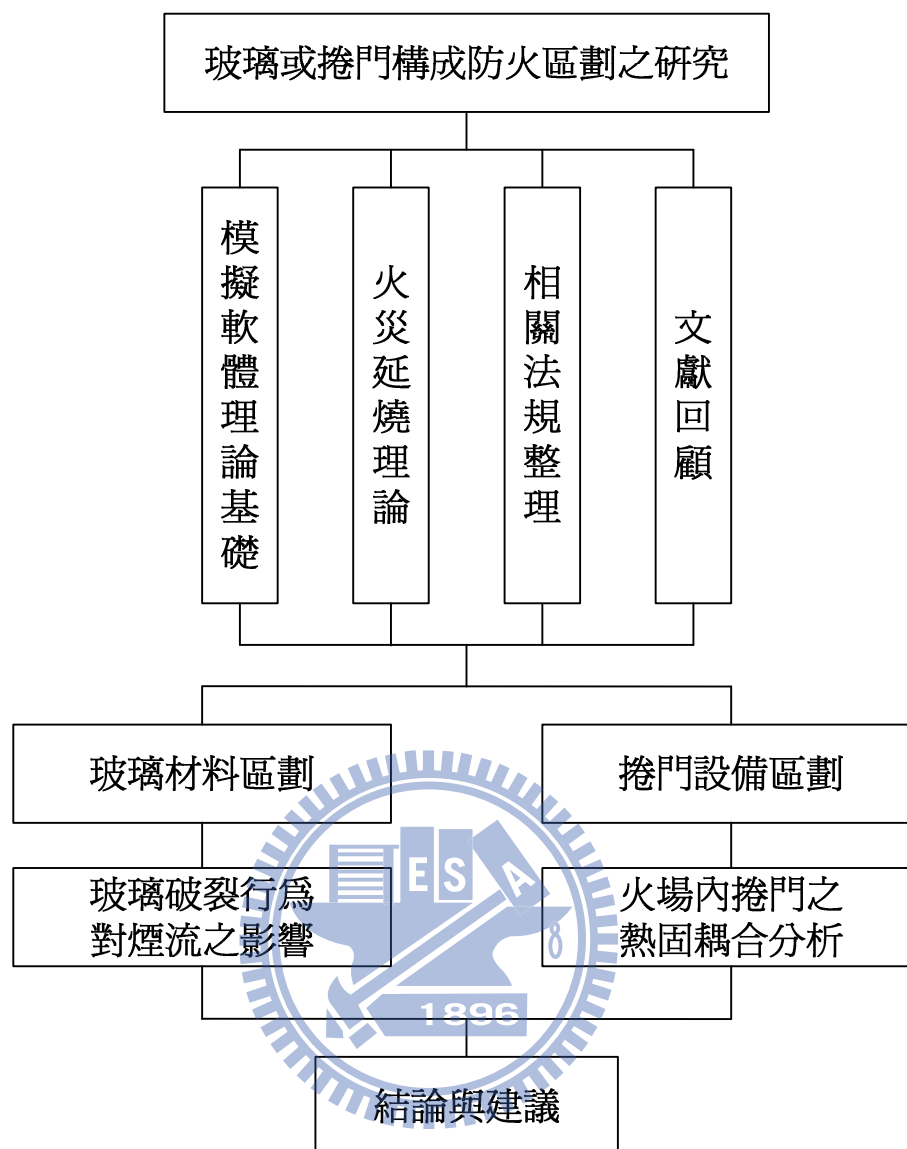 玻璃或捲門構成防火區劃之研究
模擬軟體理論基礎
火災延燒理論
相關法規整理
文獻回顧
玻璃材料區劃
捲門設備區劃
玻璃破裂行為
對煙流之影響
火場內捲門之
熱固耦合分析
E S A
8
1896
結論與建議